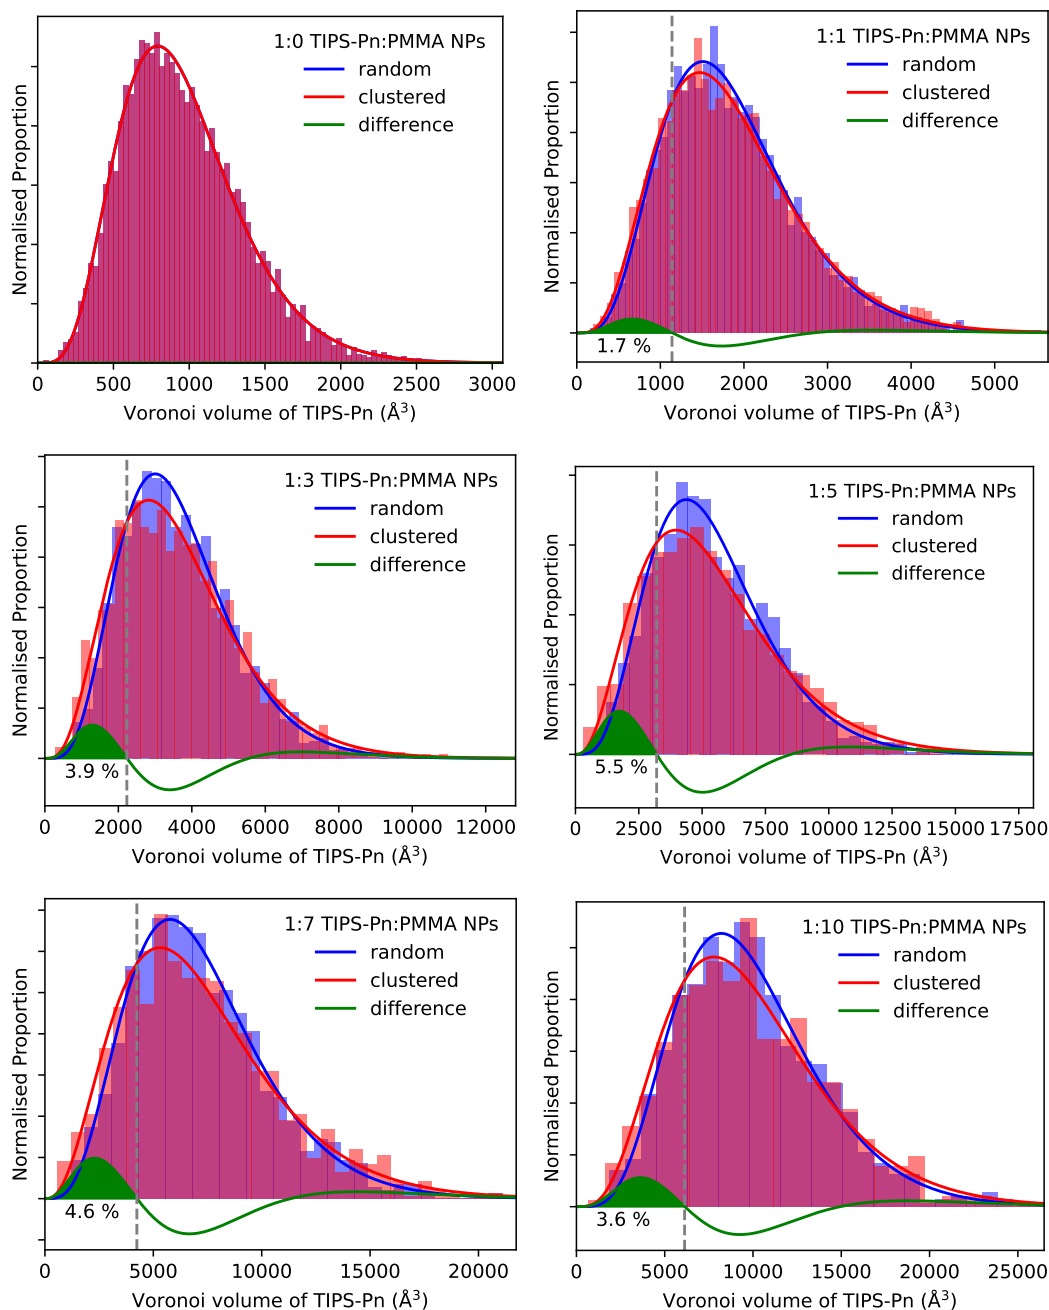 1:0 TIPS-Pn:PMMA NPs
random
clustered
difference
Normalised Proportion
0 500 1000 1500 2000 2500 3000
Voronoi volume of TIPS-Pn (Å³)
1:1 TIPS-Pn:PMMA NPs
random
clustered
difference
Normalised Proportion
1.7 %
0 1000 2000 3000 4000 5000
Voronoi volume of TIPS-Pn (Å³)
1:3 TIPS-Pn:PMMA NPs
random
clustered
difference
Normalised Proportion
3.9 %
0 2000 4000 6000 8000 10000 12000
Voronoi volume of TIPS-Pn (Å³)
1:5 TIPS-Pn:PMMA NPs
random
clustered
difference
Normalised Proportion
5.5 %
0 2500 5000 7500 10000 12500 15000 17500
Voronoi volume of TIPS-Pn (Å³)
1:7 TIPS-Pn:PMMA NPs
random
clustered
difference
Normalised Proportion
4.6 %
0 5000 10000 15000 20000
Voronoi volume of TIPS-Pn (Å³)
1:10 TIPS-Pn:PMMA NPs
random
clustered
difference
Normalised Proportion
3.6 %
0 5000 10000 15000 20000 25000
Voronoi volume of TIPS-Pn (Å³)